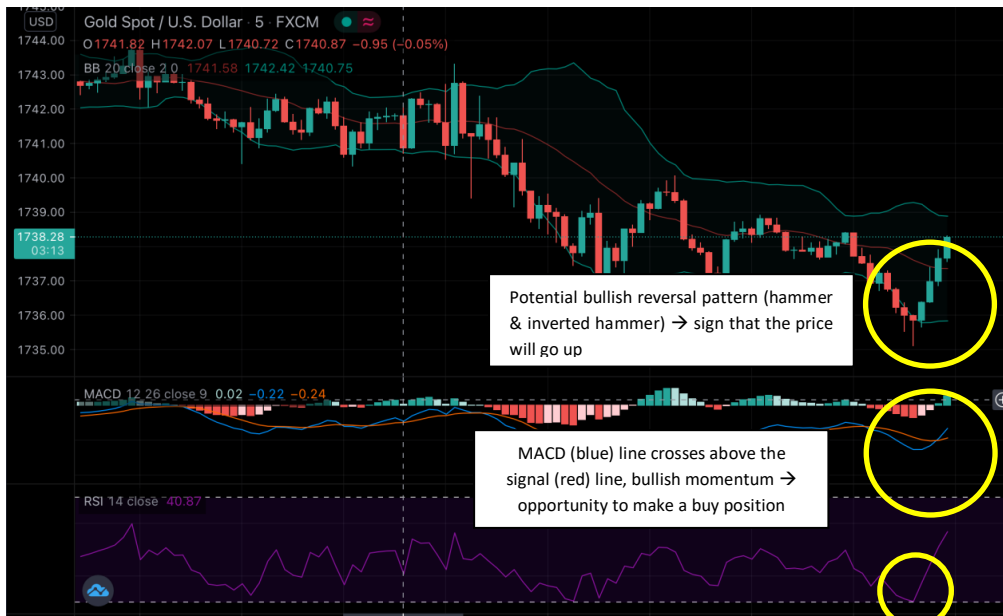 USD
Gold Spot / U.S. Dollar · 5 · FXCM
O1741.82 H1742.07 L1740.72 C1740.87 −0.95 (−0.05%)
BB 20 close 2 0 1741.58 1742.42 1740.75
1744.00
1743.00
1742.00
1741.00
1740.00
1739.00
1738.28
03:13
1737.00
1736.00
1735.00
Potential bullish reversal pattern (hammer
& inverted hammer) → sign that the price
will go up
MACD 12 26 close 9 0.02 −0.22 −0.24
MACD (blue) line crosses above the
signal (red) line, bullish momentum →
opportunity to make a buy position
RSI 14 close 40.87